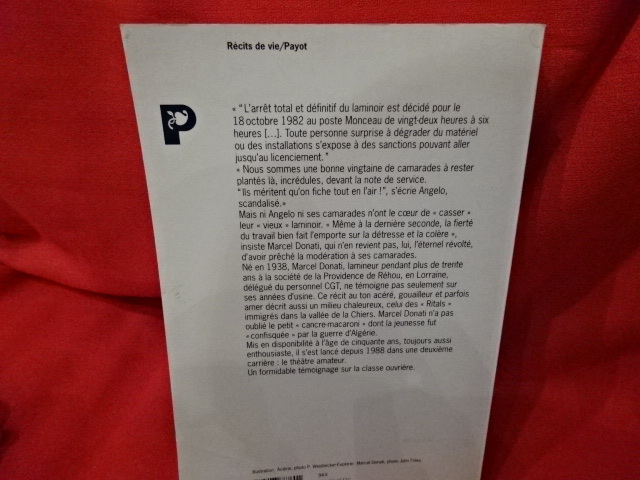 Récits de vie/Payot
P
« "L'arrêt total et définitif du laminoir est décidé pour le
18 octobre 1982 au poste Monceau de vingt-deux heures à six
heures [...]. Toute personne surprise à dégrader du matériel
ou des installations s'expose à des sanctions pouvant aller
jusqu'au licenciement."
« Nous sommes une bonne vingtaine de camarades à rester
plantés là, incrédules, devant la note de service.
"Ils méritent qu'on fiche tout en l'air !", s'écrie Angelo,
scandalisé.»
Mais ni Angelo ni ses camarades n'ont le cœur de « casser »
leur « vieux » laminoir. « Même à la dernière seconde, la fierté
du travail bien fait l'emporte sur la détresse et la colère »,
insiste Marcel Donati, qui n'en revient pas, lui, l'éternel révolté,
d'avoir prêché la modération à ses camarades.
Né en 1938, Marcel Donati, lamineur pendant plus de trente
ans à la société de la Providence de Réhou, en Lorraine,
délégué du personnel CGT, ne témoigne pas seulement sur
ses années d'usine. Ce récit au ton acéré, gouailleur et parfois
amer décrit aussi un milieu chaleureux, celui des « Ritals »
immigrés dans la vallée de la Chiers. Marcel Donati n'a pas
oublié le petit « cancre-macaroni » dont la jeunesse fut
« confisquée » par la guerre d'Algérie.
Mis en disponibilité à l'âge de cinquante ans, toujours aussi
enthousiaste, il s'est lancé depuis 1988 dans une deuxième
carrière : le théâtre amateur.
Un formidable témoignage sur la classe ouvrière.
Illustration: photo P. Marcel Donati, photo John